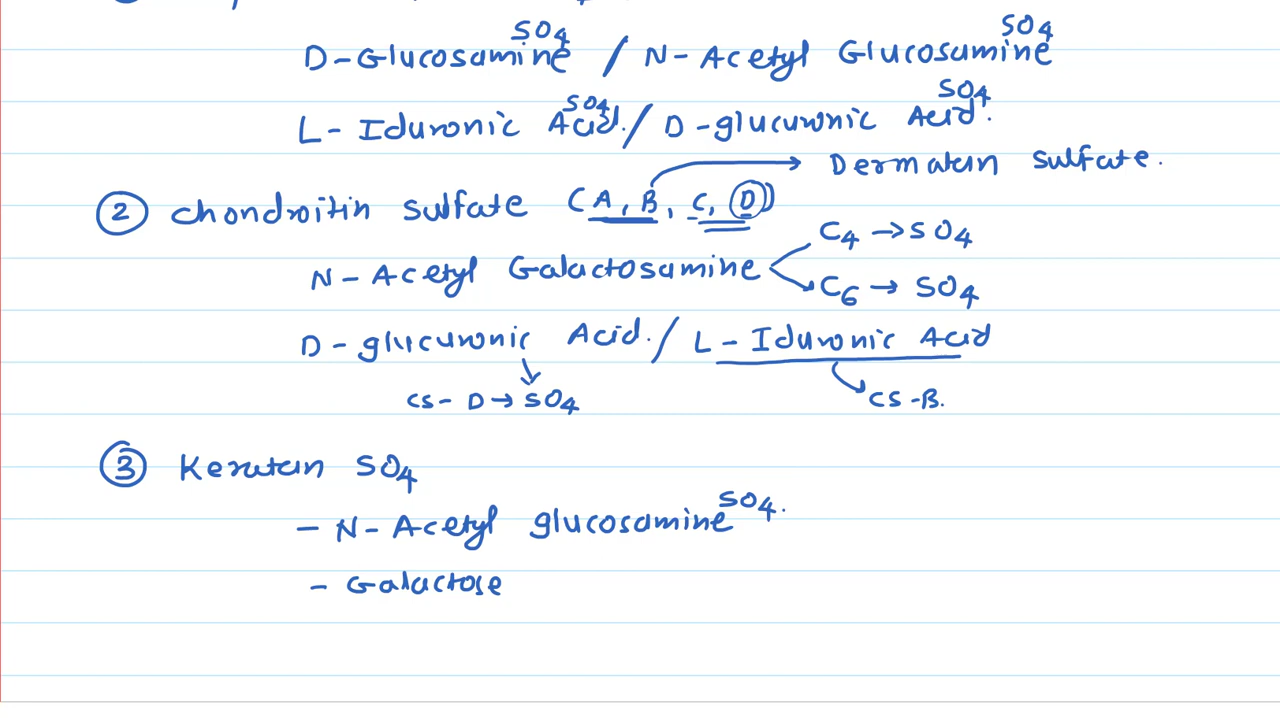 D-Glucosamine SO4 / N-Acetyl Glucosamine SO4
L-Iduronic Acid SO4. / D-glucuronic Acid SO4.
→ Dermatan sulfate.
② Chondroitin sulfate (A, B, C, D)
C4 → SO4
N-Acetyl Galactosamine
C6 → SO4
D-glucuronic Acid. / L-Iduronic Acid
CS-D → SO4 CS-B.
③ Keratan SO4
- N-Acetyl glucosamine SO4.
- Galactose